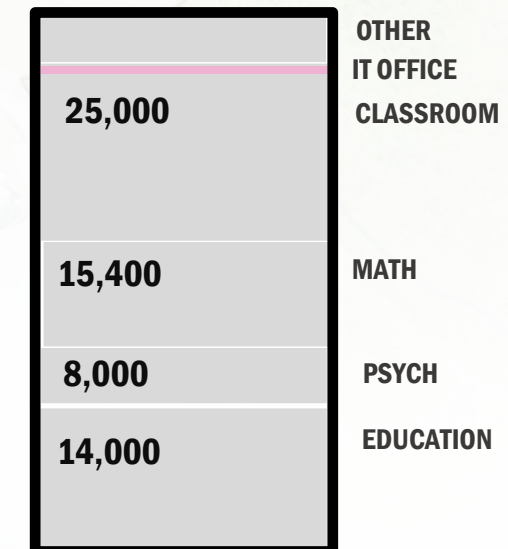 OTHER
IT OFFICE
25,000 CLASSROOM
15,400 MATH
8,000 PSYCH
14,000 EDUCATION